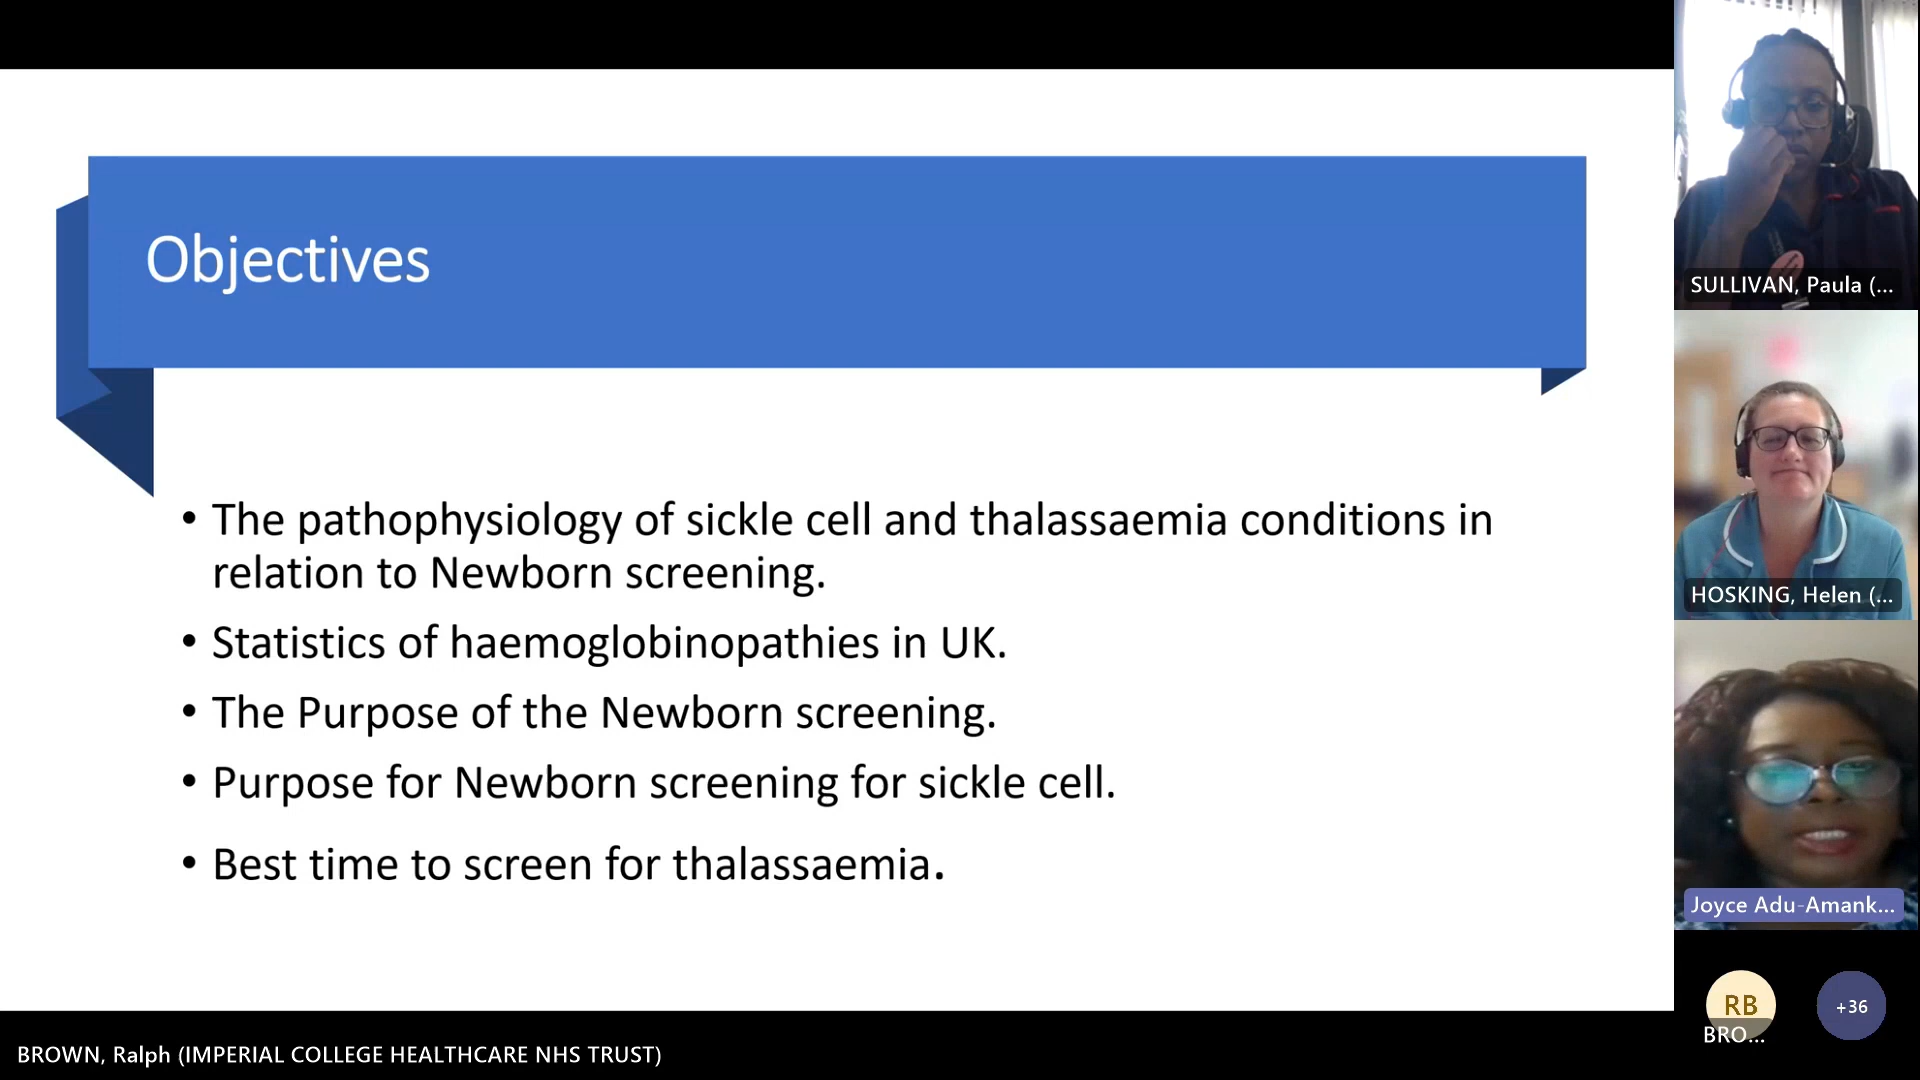 Objectives
• The pathophysiology of sickle cell and thalassaemia conditions in
relation to Newborn screening.
• Statistics of haemoglobinopathies in UK.
• The Purpose of the Newborn screening.
• Purpose for Newborn screening for sickle cell.
• Best time to screen for thalassaemia.
SULLIVAN, Paula (...
HOSKING, Helen (...
Joyce Adu-Amank...
RB
BRO...
+36
BROWN, Ralph (IMPERIAL COLLEGE HEALTHCARE NHS TRUST)